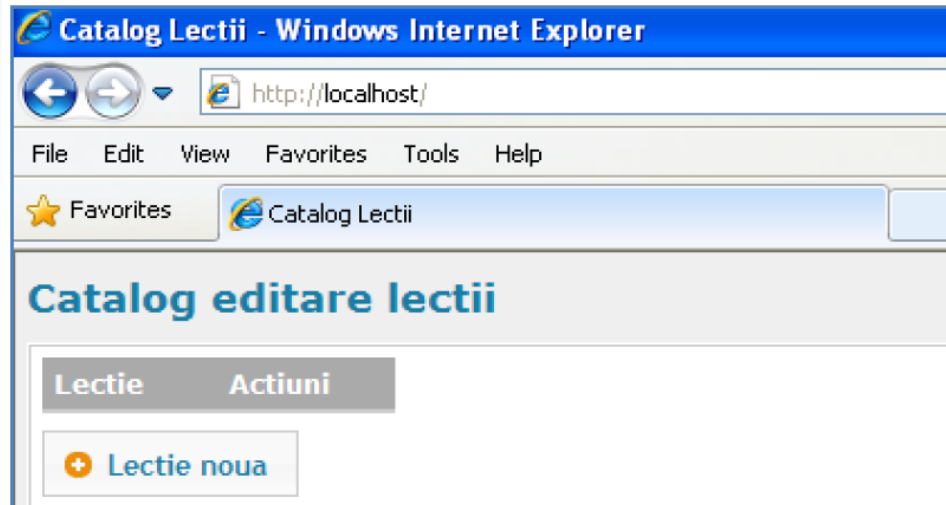 Catalog Lectii - Windows Internet Explorer
http://localhost/
File Edit View Favorites Tools Help
Favorites Catalog Lectii
Catalog editare lectii
Lectie Actiuni
Lectie noua